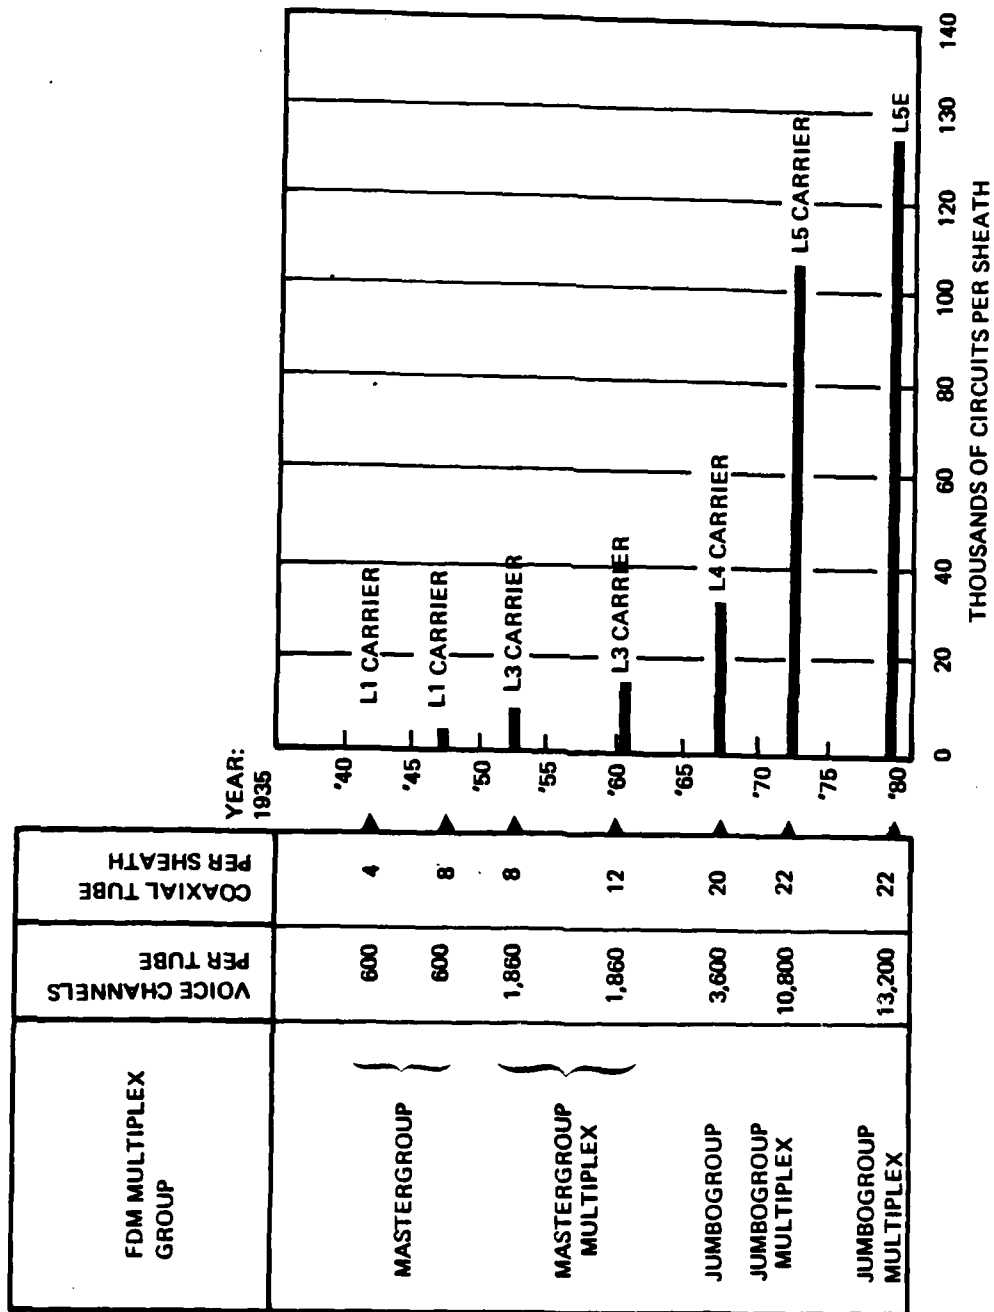 FDM MULTIPLEX
GROUP
VOICE CHANNELS
PER TUBE
COAXIAL TUBE
PER SHEATH
YEAR:
1935
MASTERGROUP
600
4
600
8
MASTERGROUP
MULTIPLEX
1,860
8
1,860
12
JUMBOGROUP
3,600
20
JUMBOGROUP
MULTIPLEX
10,800
22
JUMBOGROUP
MULTIPLEX
13,200
22
'40
'45
'50
'55
'60
'65
'70
'75
'80
L1 CARRIER
L1 CARRIER
L3 CARRIER
L3 CARRIER
L4 CARRIER
L5 CARRIER
L5E
0
20
40
60
80
100
120
130
140
THOUSANDS OF CIRCUITS PER SHEATH